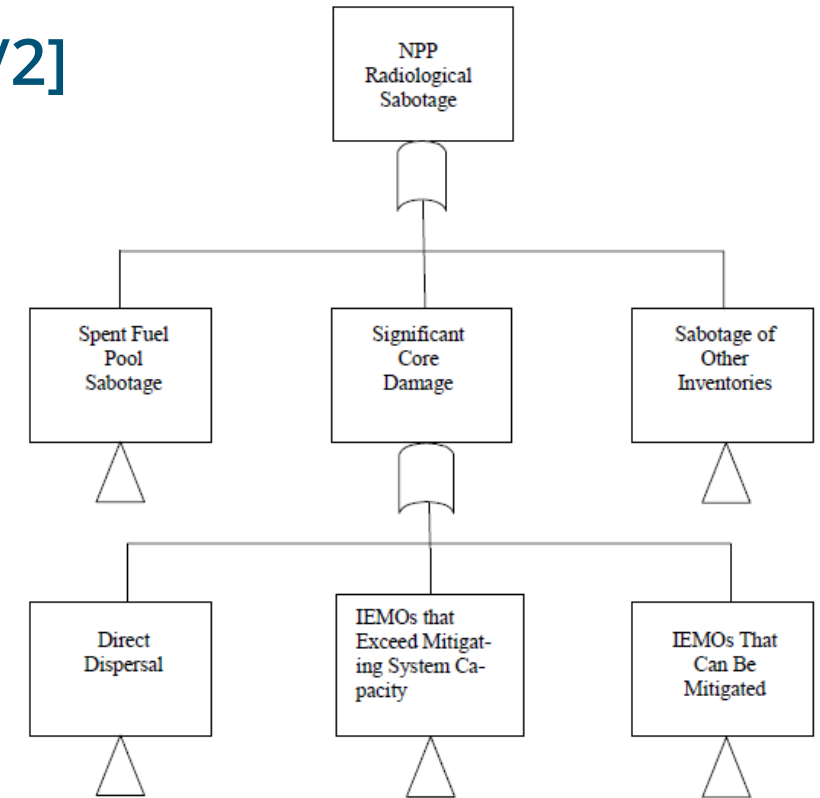 /2]
NPP
Radiological
Sabotage
Spent Fuel
Pool
Sabotage
Significant
Core
Damage
Sabotage of
Other
Inventories
Direct
Dispersal
IEMOs that
Exceed Mitigat-
ing System Ca-
pacity
IEMOs That
Can Be
Mitigated